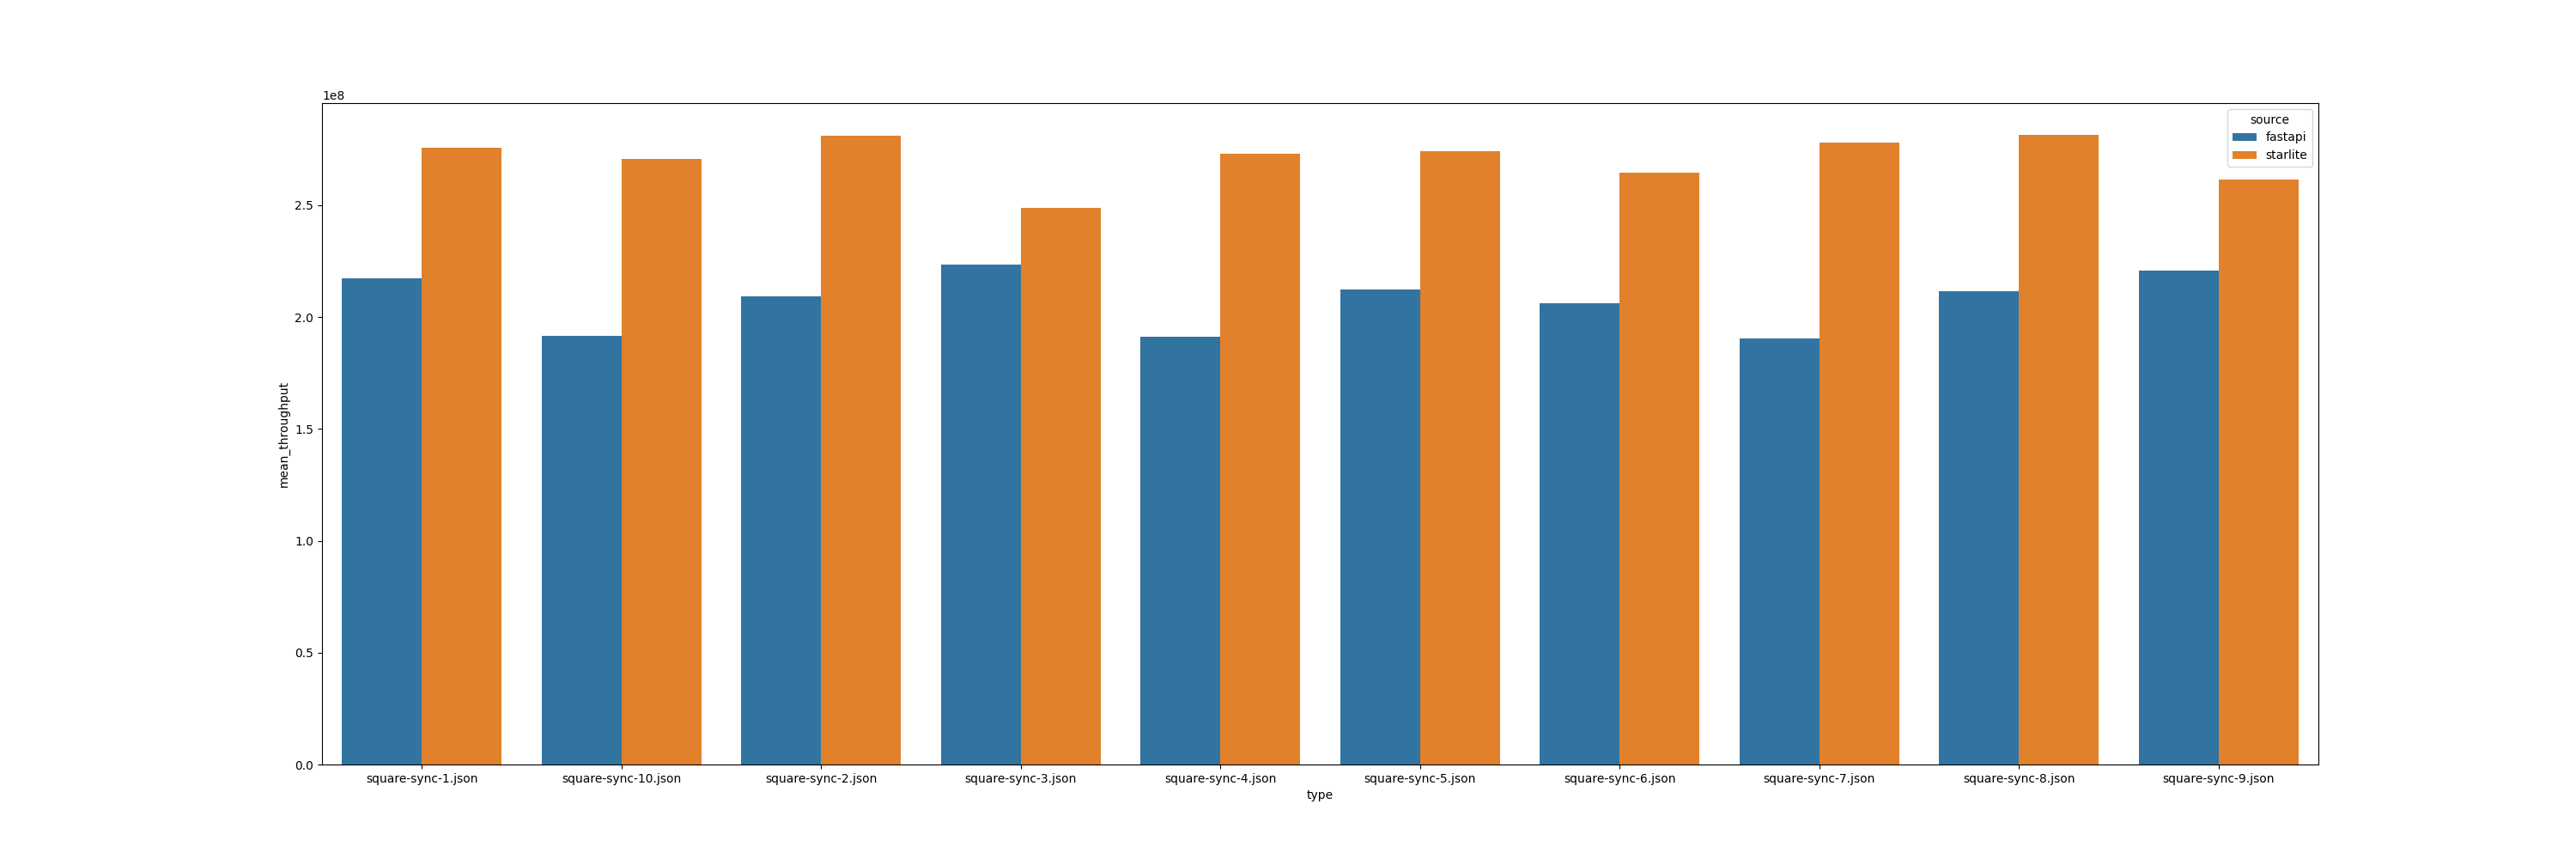 1e8
source
fastapi
starlite
2.5
2.0
1.5
1.0
0.5
0.0
mean_throughput
square-sync-1.json square-sync-10.json square-sync-2.json square-sync-3.json square-sync-4.json square-sync-5.json square-sync-6.json square-sync-7.json square-sync-8.json square-sync-9.json
type